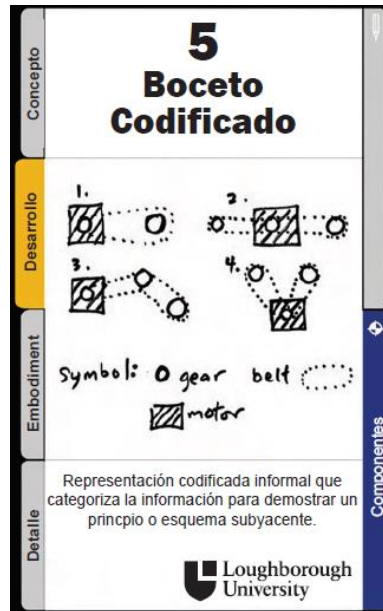 5
Boceto
Codificado
Concepto
Desarrollo
Embodiment
Detalle
Componentes
1.
2.
3.
4.
Symbol: gear belt
motor
Representación codificada informal que
categoriza la información para demostrar un
princpio o esquema subyacente.
Loughborough
University